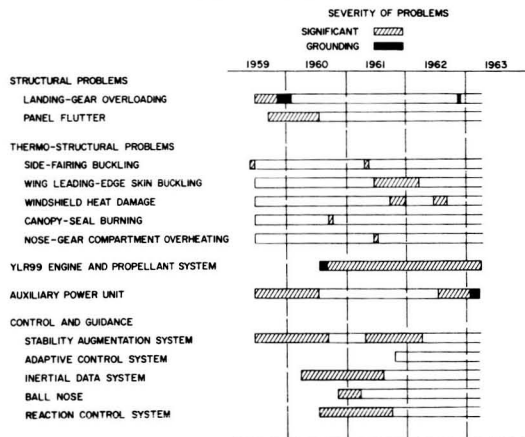 SEVERITY OF PROBLEMS
SIGNIFICANT
GROUNDING
1959 1960 1961 1962 1963
STRUCTURAL PROBLEMS
LANDING-GEAR OVERLOADING
PANEL FLUTTER
THERMO-STRUCTURAL PROBLEMS
SIDE-FAIRING BUCKLING
WING LEADING-EDGE SKIN BUCKLING
WINDSHIELD HEAT DAMAGE
CANOPY-SEAL BURNING
NOSE-GEAR COMPARTMENT OVERHEATING
YLR99 ENGINE AND PROPELLANT SYSTEM
AUXILIARY POWER UNIT
CONTROL AND GUIDANCE
STABILITY AUGMENTATION SYSTEM
ADAPTIVE CONTROL SYSTEM
INERTIAL DATA SYSTEM
BALL NOSE
REACTION CONTROL SYSTEM